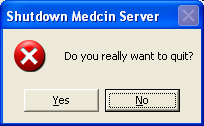 Shutdown Medcin Server
Do you really want to quit?
Yes
No